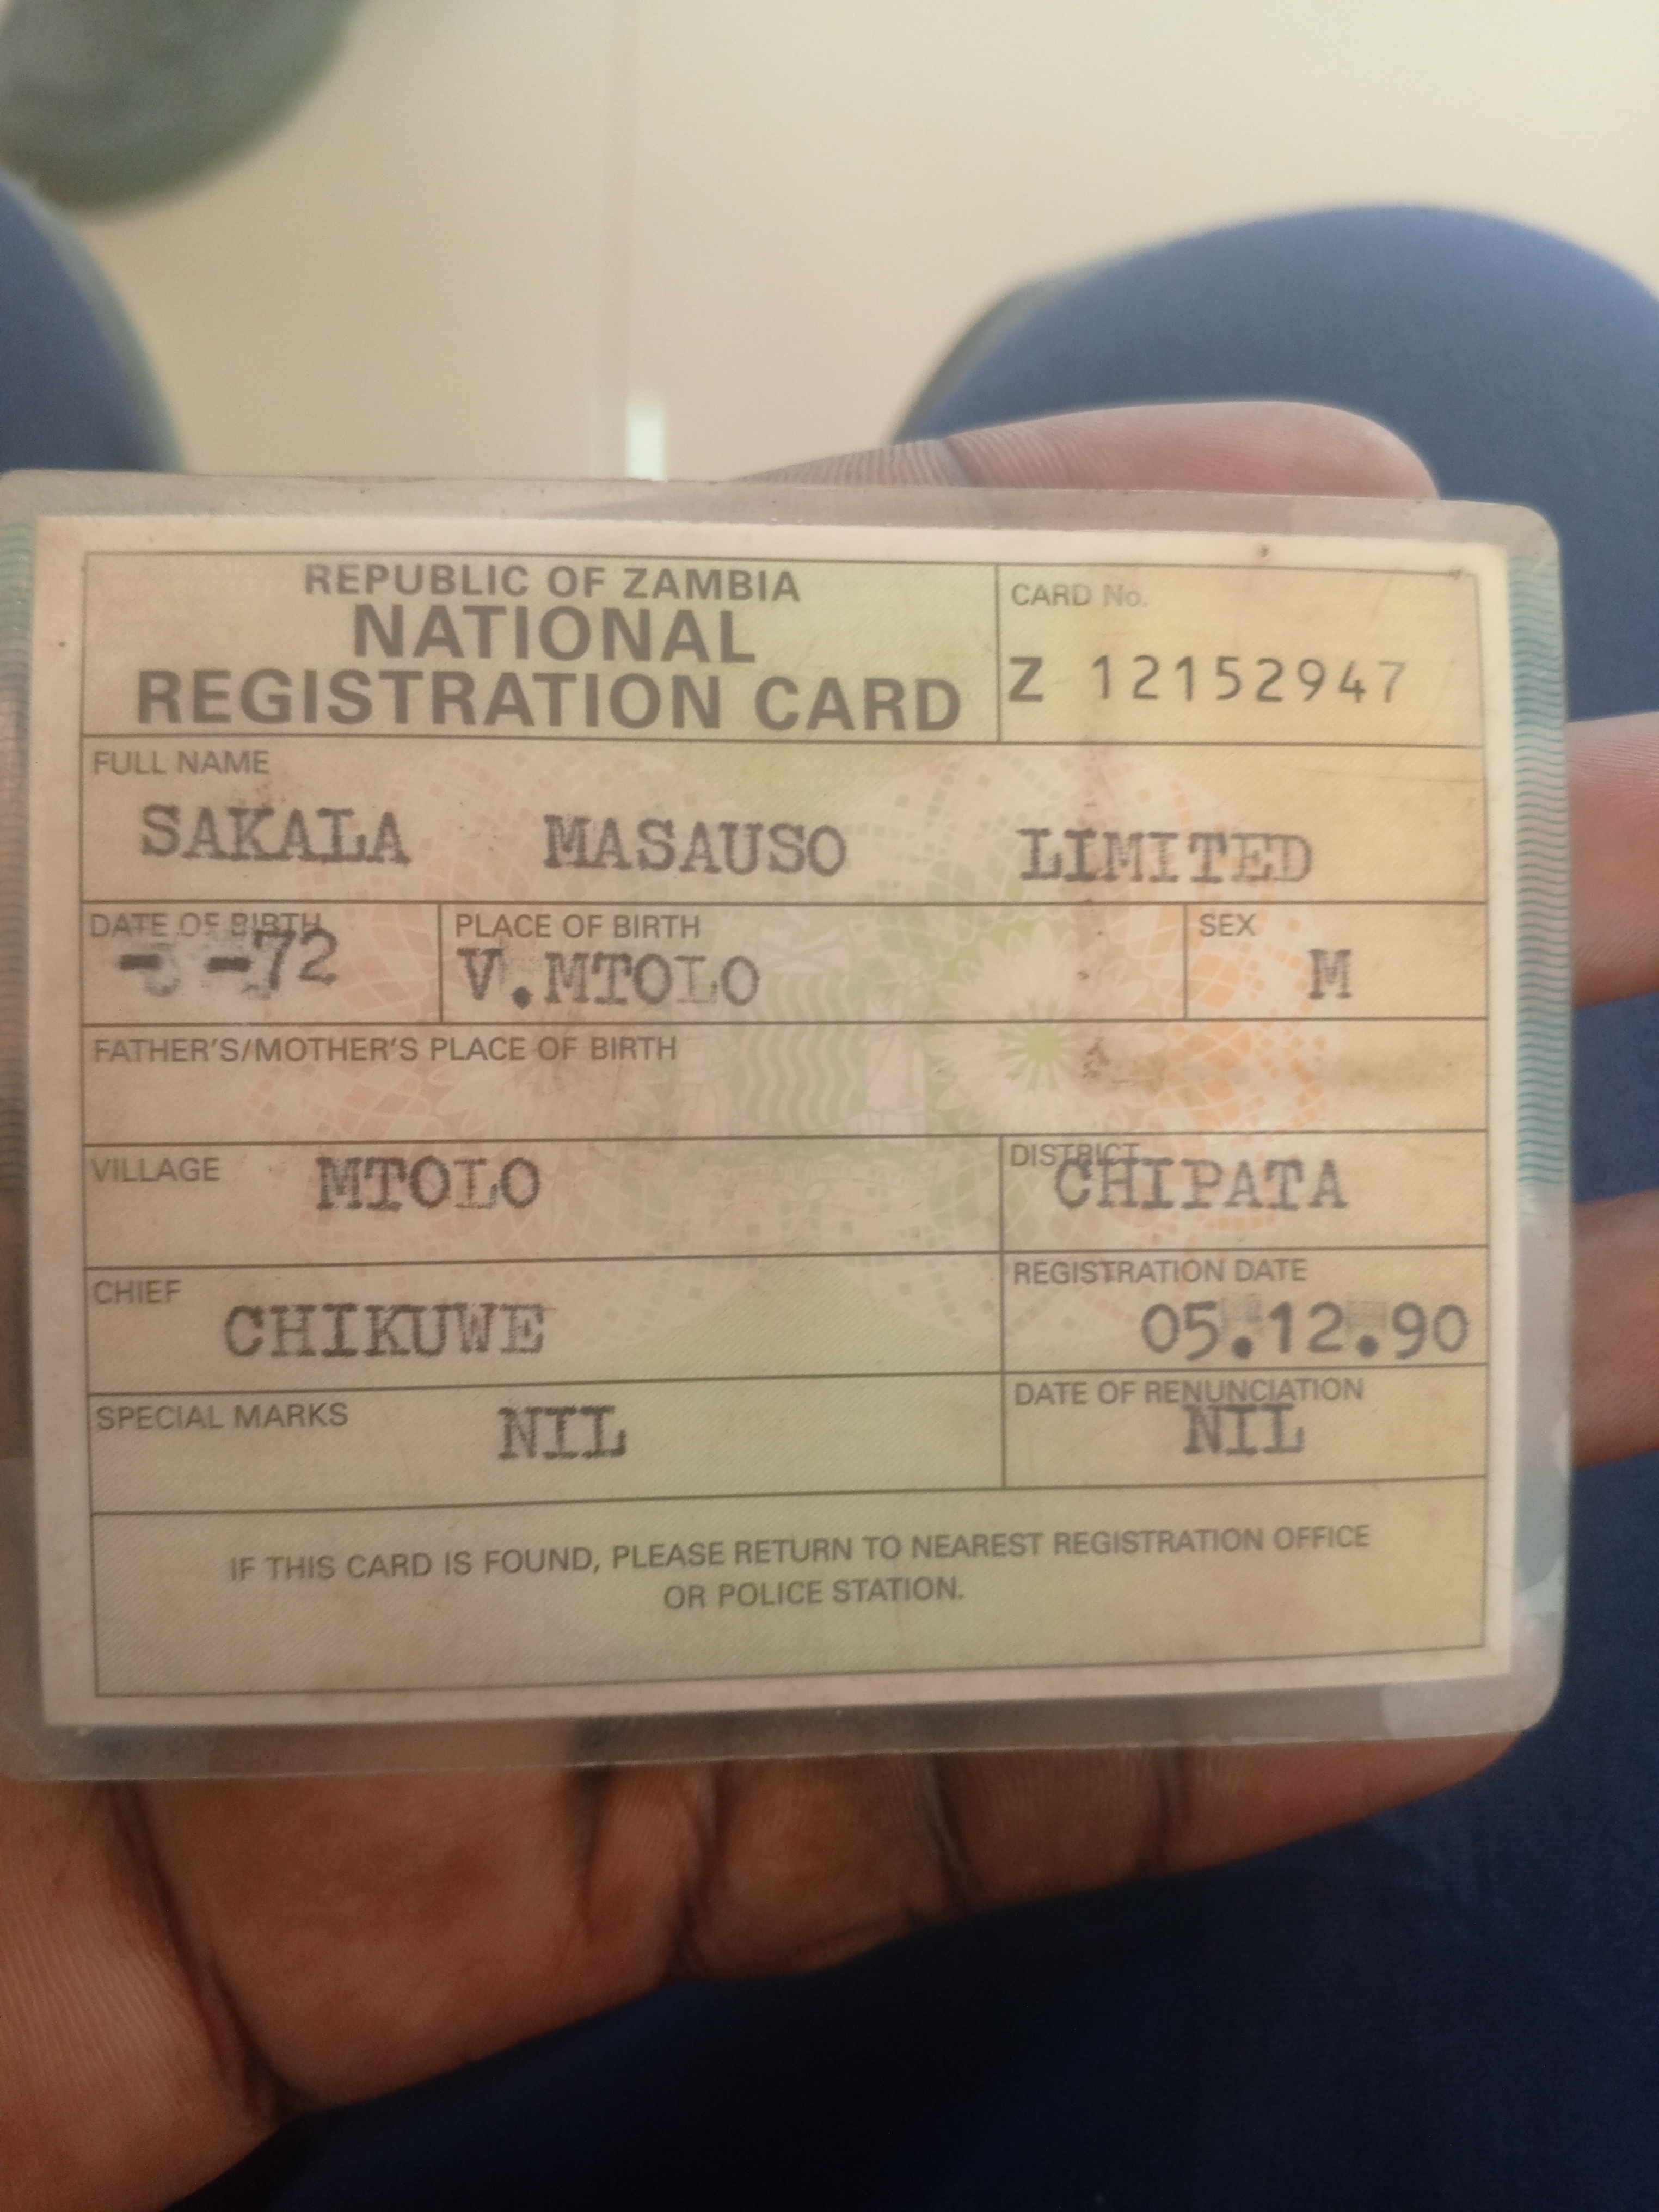 REPUBLIC OF ZAMBIA
NATIONAL
REGISTRATION CARD
CARD No.
Z 12152947
FULL NAME
SAKALA MASAUSO LIMITED
DATE OF BIRTH
- -72
PLACE OF BIRTH
V.MTOLO
SEX
M
FATHER'S/MOTHER'S PLACE OF BIRTH
VILLAGE MTOLO
DISTRICT
CHIPATA
CHIEF
CHIKUWE
REGISTRATION DATE
05.12.90
SPECIAL MARKS NIL
DATE OF RENUNCIATION
NIL
IF THIS CARD IS FOUND, PLEASE RETURN TO NEAREST REGISTRATION OFFICE
OR POLICE STATION.